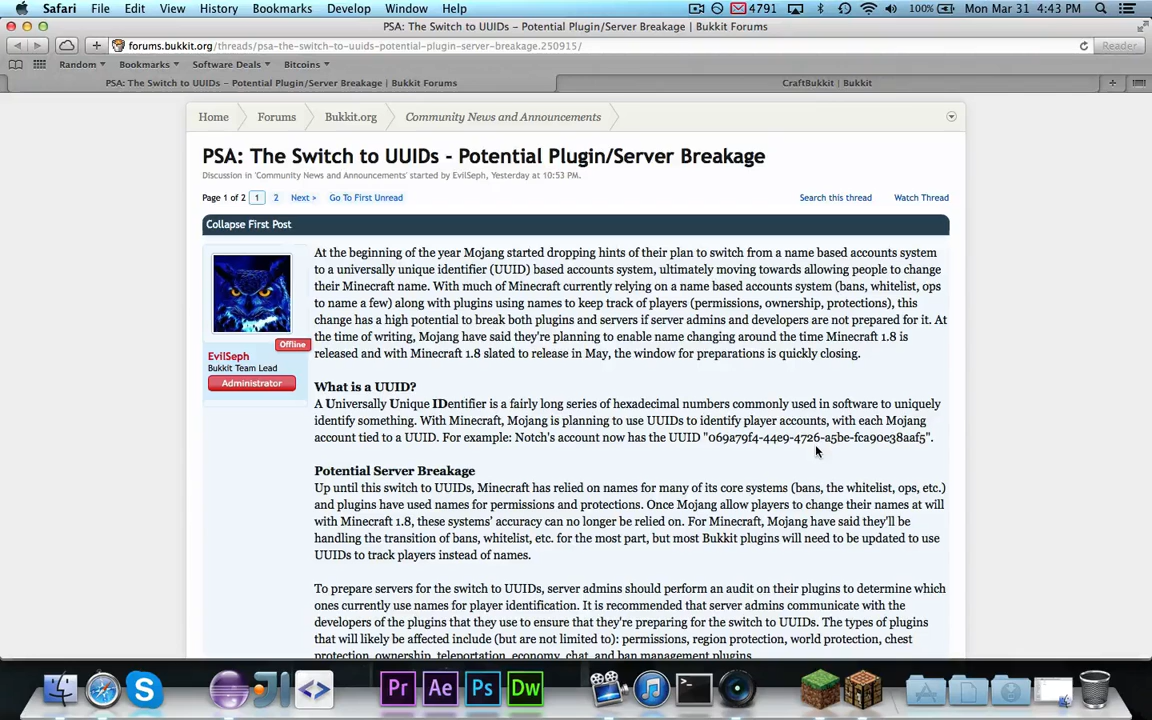 Safari File Edit View History Bookmarks Develop Window Help 4791 100% Mon Mar 31 4:43 PM
PSA: The Switch to UUIDs – Potential Plugin/Server Breakage | Bukkit Forums
forums.bukkit.org/threads/psa-the-switch-to-uuids-potential-plugin-server-breakage.250915/ Reader
Random Bookmarks Software Deals Bitcoins
PSA: The Switch to UUIDs – Potential Plugin/Server Breakage | Bukkit Forums CraftBukkit | Bukkit
Home Forums Bukkit.org Community News and Announcements
PSA: The Switch to UUIDs - Potential Plugin/Server Breakage
Discussion in 'Community News and Announcements' started by EvilSeph, Yesterday at 10:53 PM.
Page 1 of 2 1 2 Next > Go To First Unread Search this thread Watch Thread
Collapse First Post
At the beginning of the year Mojang started dropping hints of their plan to switch from a name based accounts system
to a universally unique identifier (UUID) based accounts system, ultimately moving towards allowing people to change
their Minecraft name. With much of Minecraft currently relying on a name based accounts system (bans, whitelist, ops
to name a few) along with plugins using names to keep track of players (permissions, ownership, protections), this
change has a high potential to break both plugins and servers if server admins and developers are not prepared for it. At
the time of writing, Mojang have said they're planning to enable name changing around the time Minecraft 1.8 is
released and with Minecraft 1.8 slated to release in May, the window for preparations is quickly closing.
Offline
EvilSeph
Bukkit Team Lead
Administrator
What is a UUID?
A Universally Unique IDentifier is a fairly long series of hexadecimal numbers commonly used in software to uniquely
identify something. With Minecraft, Mojang is planning to use UUIDs to identify player accounts, with each Mojang
account tied to a UUID. For example: Notch's account now has the UUID "069a79f4-44e9-4726-a5be-fca90e38aaf5".
Potential Server Breakage
Up until this switch to UUIDs, Minecraft has relied on names for many of its core systems (bans, the whitelist, ops, etc.)
and plugins have used names for permissions and protections. Once Mojang allow players to change their names at will
with Minecraft 1.8, these systems' accuracy can no longer be relied on. For Minecraft, Mojang have said they'll be
handling the transition of bans, whitelist, etc. for the most part, but most Bukkit plugins will need to be updated to use
UUIDs to track players instead of names.
To prepare servers for the switch to UUIDs, server admins should perform an audit on their plugins to determine which
ones currently use names for player identification. It is recommended that server admins communicate with the
developers of the plugins that they use to ensure that they're preparing for the switch to UUIDs. The types of plugins
that will likely be affected include (but are not limited to): permissions, region protection, world protection, chest
protection, ownership, teleportation, economy, chat, and ban management plugins.
Pr Ae Ps Dw